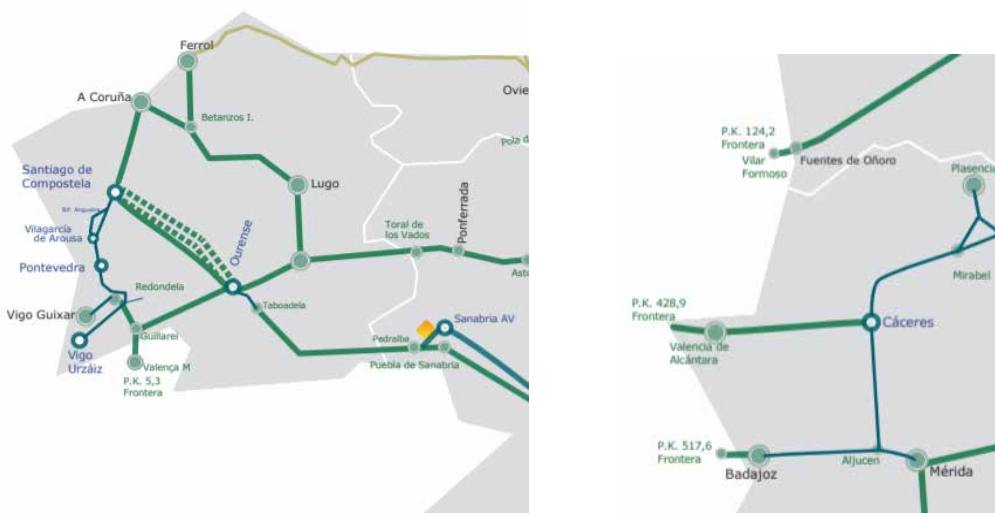 Ferrol
A Coruña
Betanzos I.
Ovie
Pola d
Santiago de
Compostela
Lugo
Vilagarcía
de Arousa
Ourense
Toral de
los Vados
Ponferrada
Pontevedra
Redondela
Taboadela
Asto
Vigo Guixar
Guillarei
Sanabria AV
Pedralba
Puebla de Sanabria
Vigo
Urzáiz
Valença M
P.K. 5,3
Frontera
P.K. 124,2
Frontera
Vilar
Formoso
Fuentes de Oñoro
Plasencia
Mirabel
P.K. 428,9
Frontera
Valencia de
Alcántara
Cáceres
P.K. 517,6
Frontera
Badajoz
Aljucen
Mérida